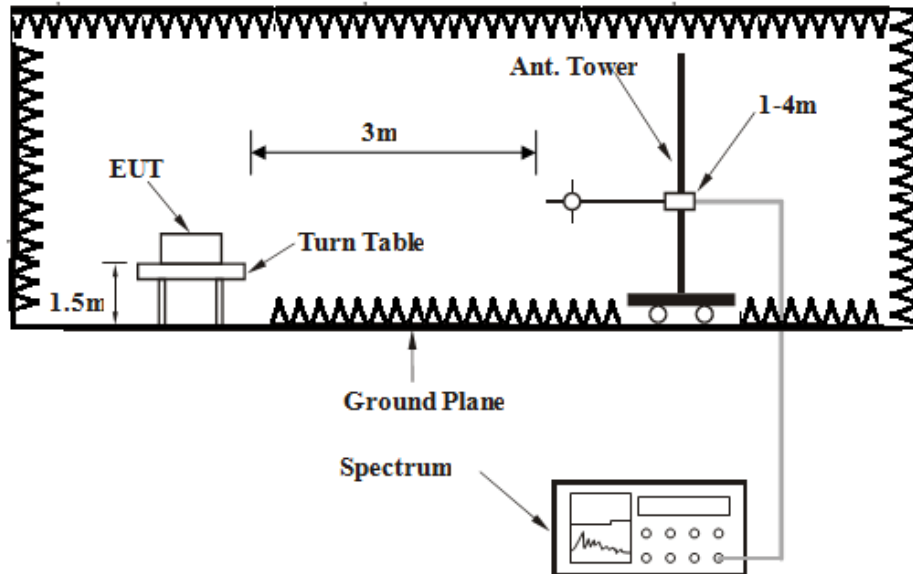 Ant. Tower
1-4m
3m
EUT
Turn Table
1.5m
Ground Plane
Spectrum